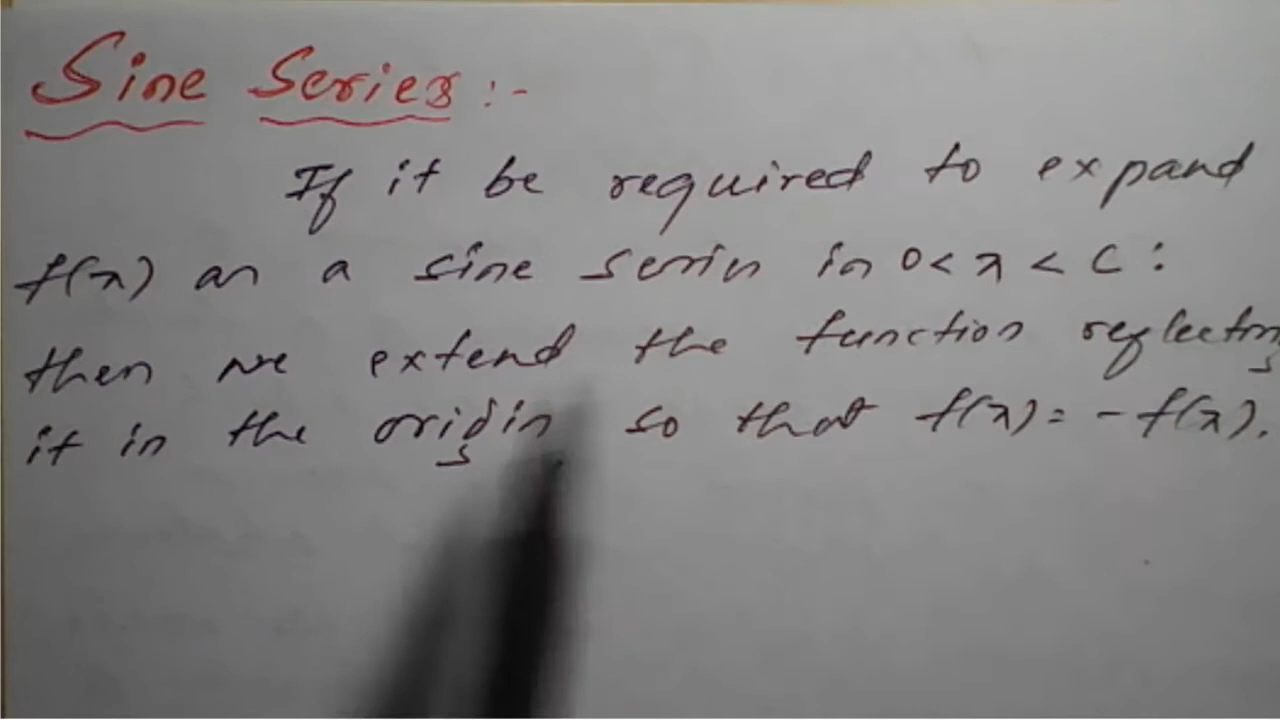 Sine Series :-
If it be required to expand
f(x) as a sine series in 0 < x < C :
then we extend the function reflecting
it in the origin so that f(x) = - f(x).